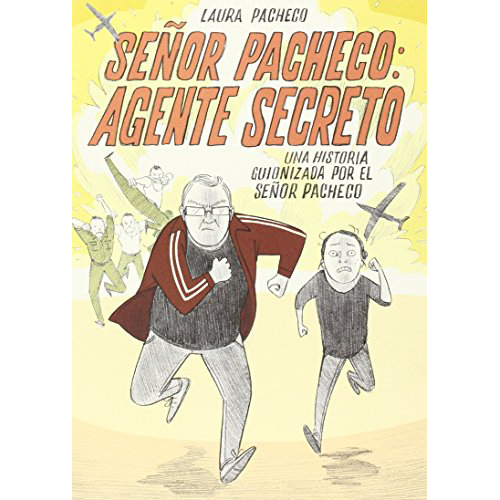 LAURA PACHECO
SEÑOR PACHECO:
AGENTE SECRETO
UNA HISTORIA
GUIONIZADA POR EL
SEÑOR PACHECO